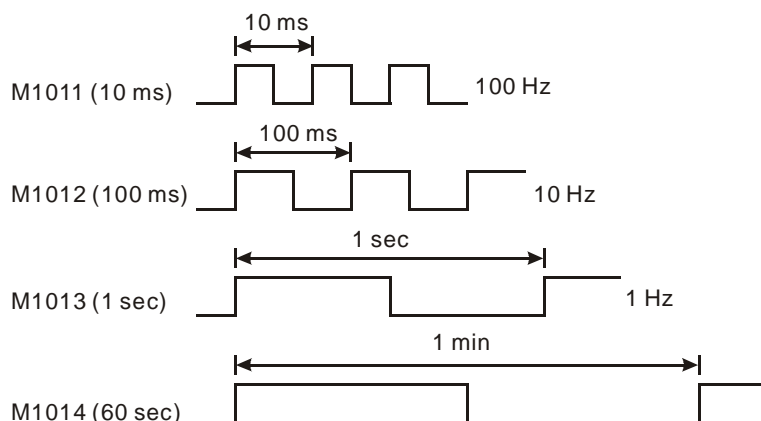 10 ms
M1011 (10 ms)
100 Hz
100 ms
M1012 (100 ms)
10 Hz
1 sec
M1013 (1 sec)
1 Hz
1 min
M1014 (60 sec)